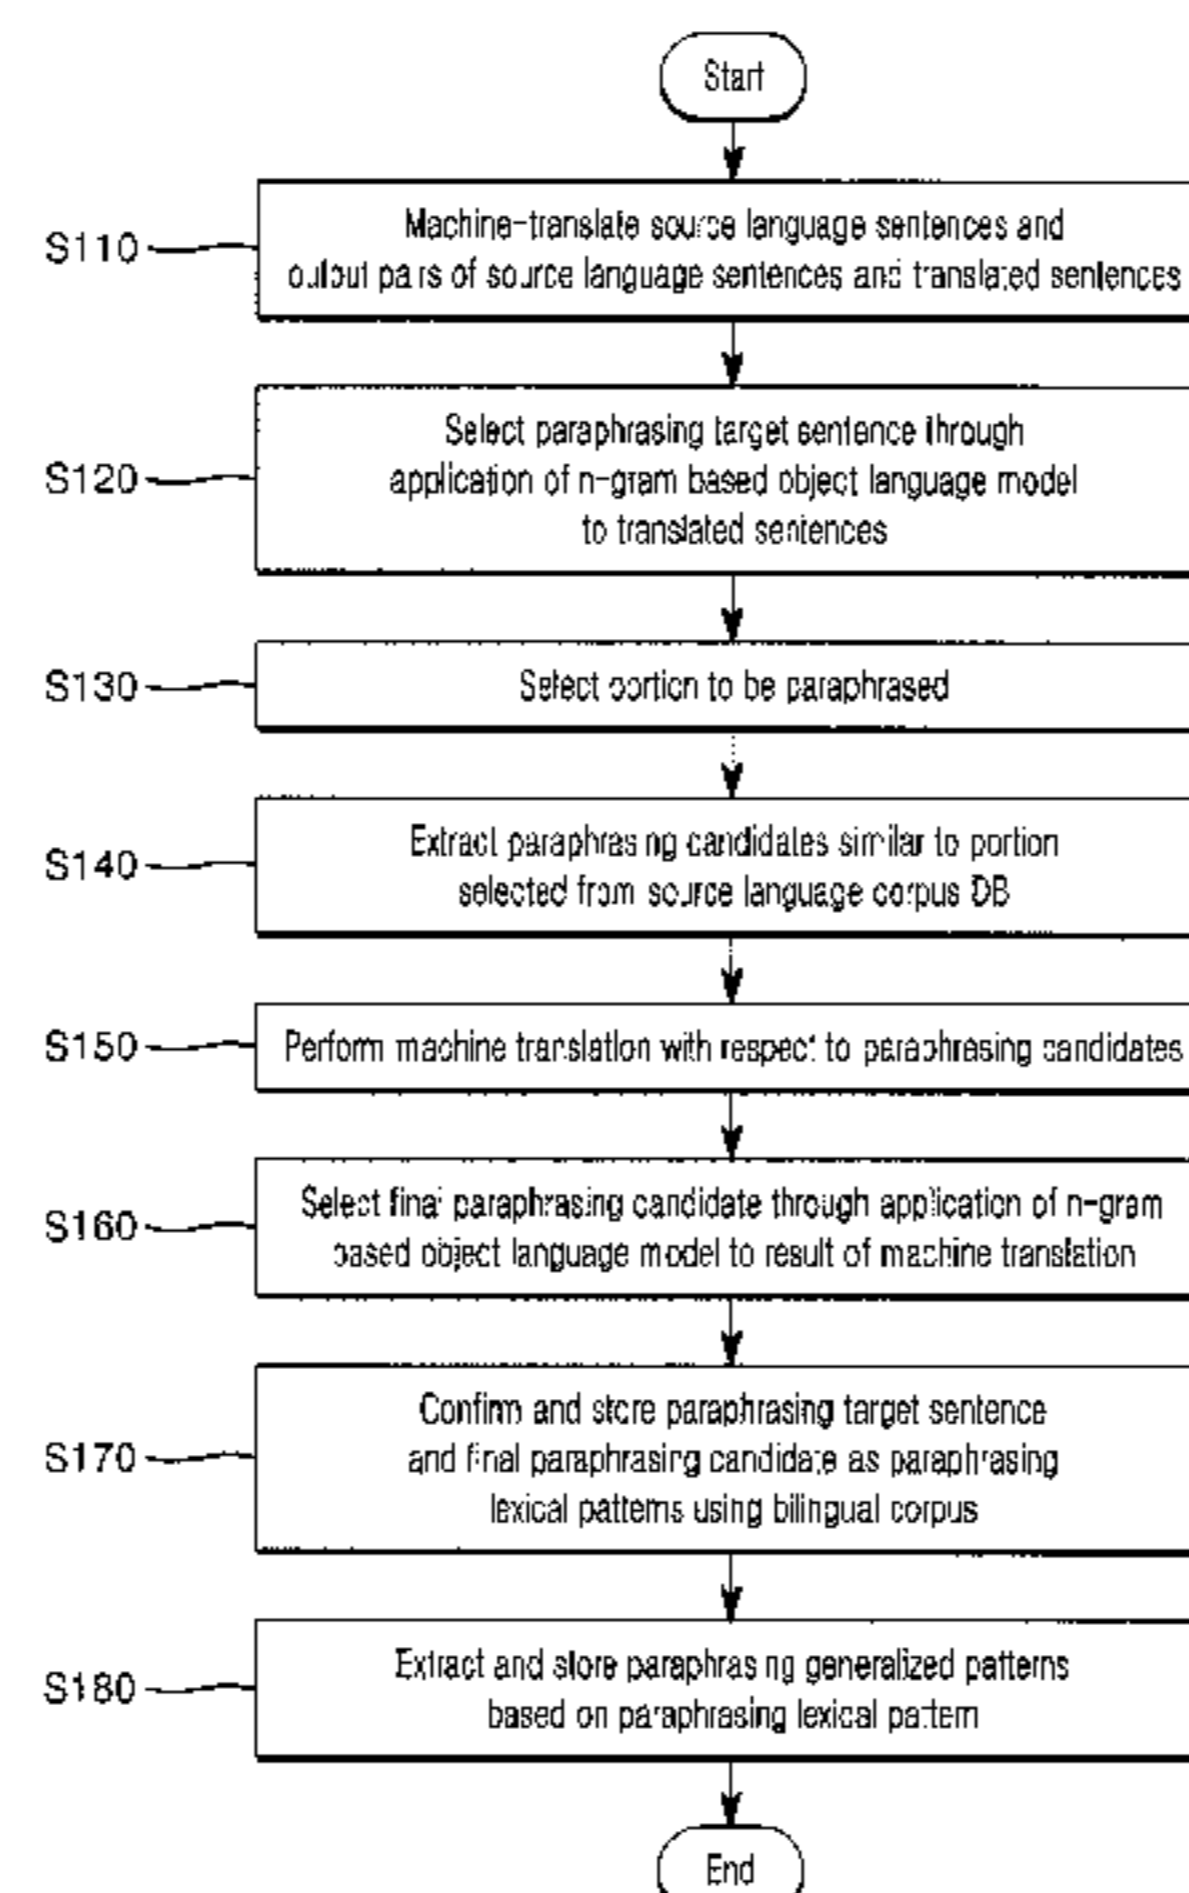 Start
S110
Machine-translate source language sentences and
output pairs of source language sentences and translated sentences
S120
Select paraphrasing target sentence through
application of n-gram based object language model
to translated sentences
S130
Select portion to be paraphrased
S140
Extract paraphrasing candidates similar to portion
selected from source language corpus DB
S150
Perform machine translation with respect to paraphrasing candidates
S160
Select final paraphrasing candidate through application of n-gram
based object language model to result of machine translation
S170
Confirm and store paraphrasing target sentence
and final paraphrasing candidate as paraphrasing
lexical patterns using bilingual corpus
S180
Extract and store paraphrasing generalized patterns
based on paraphrasing lexical pattern
End